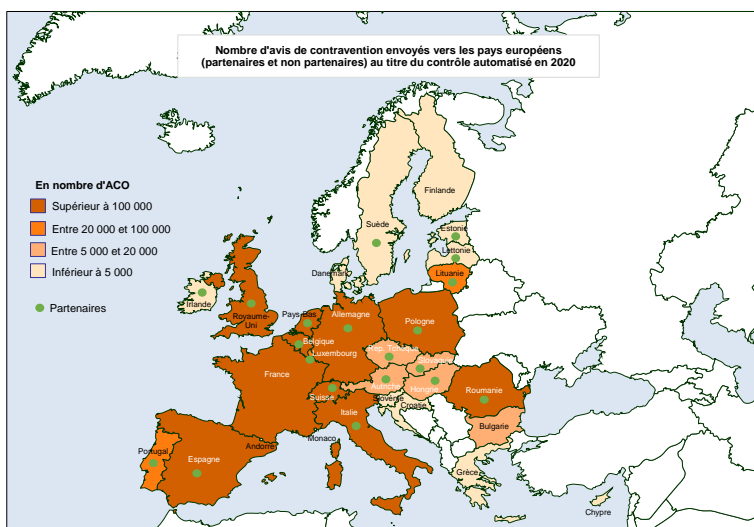 Nombre d'avis de contravention envoyés vers les pays européens
(partenaires et non partenaires) au titre du contrôle automatisé en 2020
En nombre d'ACO
Supérieur à 100 000
Entre 20 000 et 100 000
Entre 5 000 et 20 000
Inférieur à 5 000
Partenaires
Finlande
Suède
Estonie
Lettonie
Danemark
Lituanie
Irlande
Royaume-
Uni
Pays-Bas
Allemagne
Pologne
Belgique
Luxembourg
Rép. Tchèque
Slovaquie
France
Autriche
Hongrie
Suisse
Slovénie
Croatie
Roumanie
Italie
Bulgarie
Monaco
Andorre
Portugal
Espagne
Grèce
Chypre